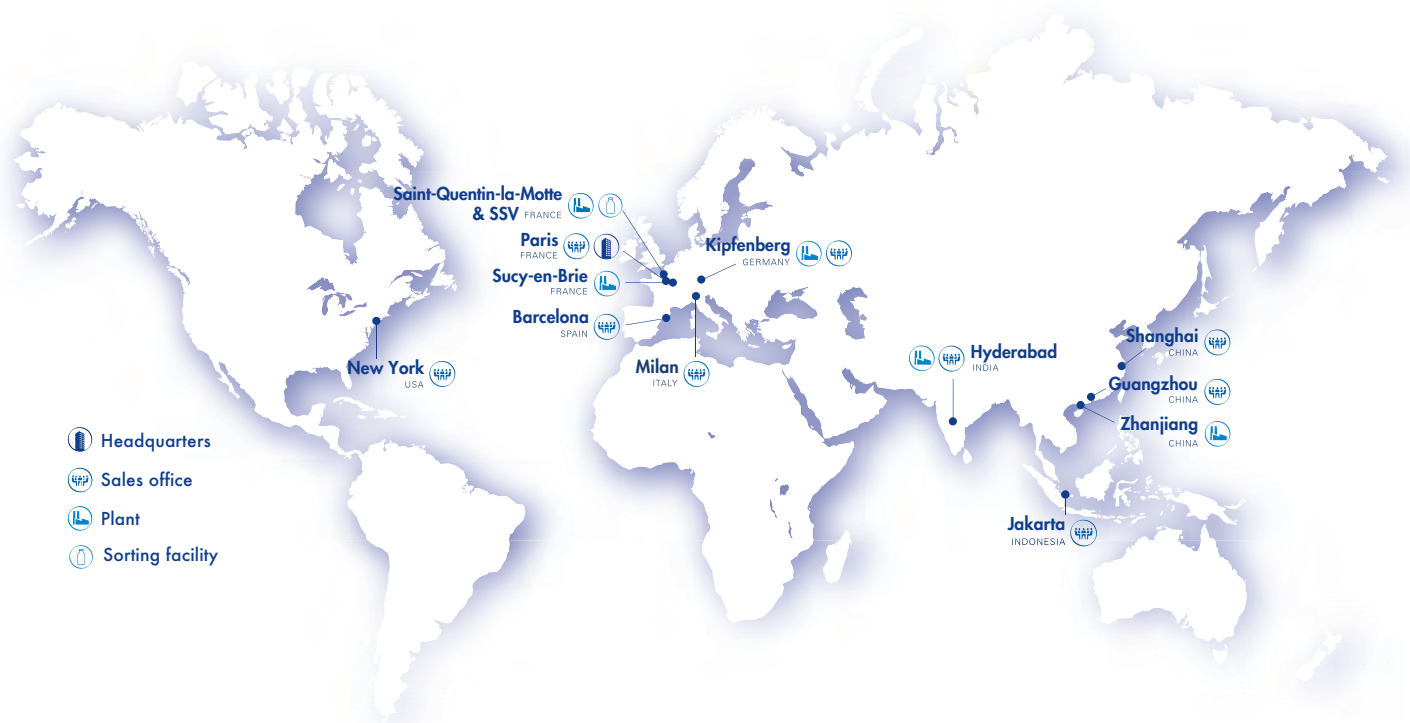 Saint-Quentin-la-Motte
& SSV FRANCE
Paris
FRANCE
Sucy-en-Brie
FRANCE
Barcelona
SPAIN
Kipfenberg
GERMANY
Milan
ITALY
New York
USA
Hyderabad
INDIA
Shanghai
CHINA
Guangzhou
CHINA
Zhanjiang
CHINA
Jakarta
INDONESIA
Headquarters
Sales office
Plant
Sorting facility